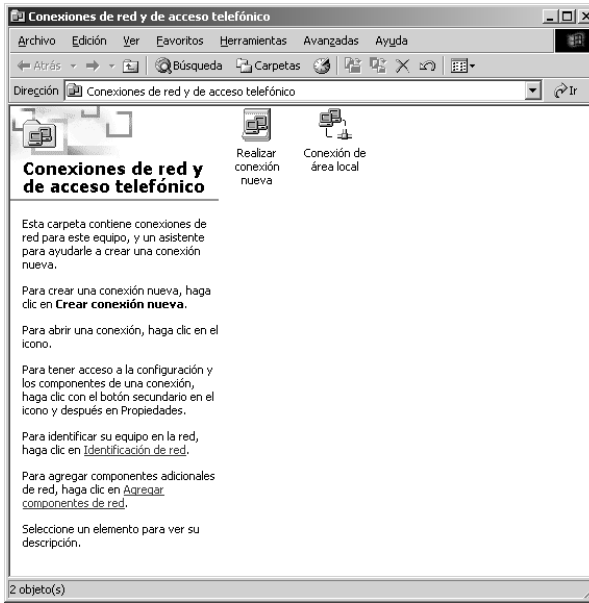 Conexiones de red y de acceso telefónico
Archivo Edición Ver Favoritos Herramientas Avanzadas Ayuda
Atrás Búsqueda Carpetas
Dirección Conexiones de red y de acceso telefónico Ir
Conexiones de red y
de acceso telefónico
Esta carpeta contiene conexiones de
red para este equipo, y un asistente
para ayudarle a crear una conexión
nueva.
Para crear una conexión nueva, haga
clic en Crear conexión nueva.
Para abrir una conexión, haga clic en el
icono.
Para tener acceso a la configuración y
los componentes de una conexión,
haga clic con el botón secundario en el
icono y después en Propiedades.
Para identificar su equipo en la red,
haga clic en Identificación de red.
Para agregar componentes adicionales
de red, haga clic en Agregar
componentes de red.
Seleccione un elemento para ver su
descripción.
Realizar
conexión
nueva
Conexión de
área local
2 objeto(s)